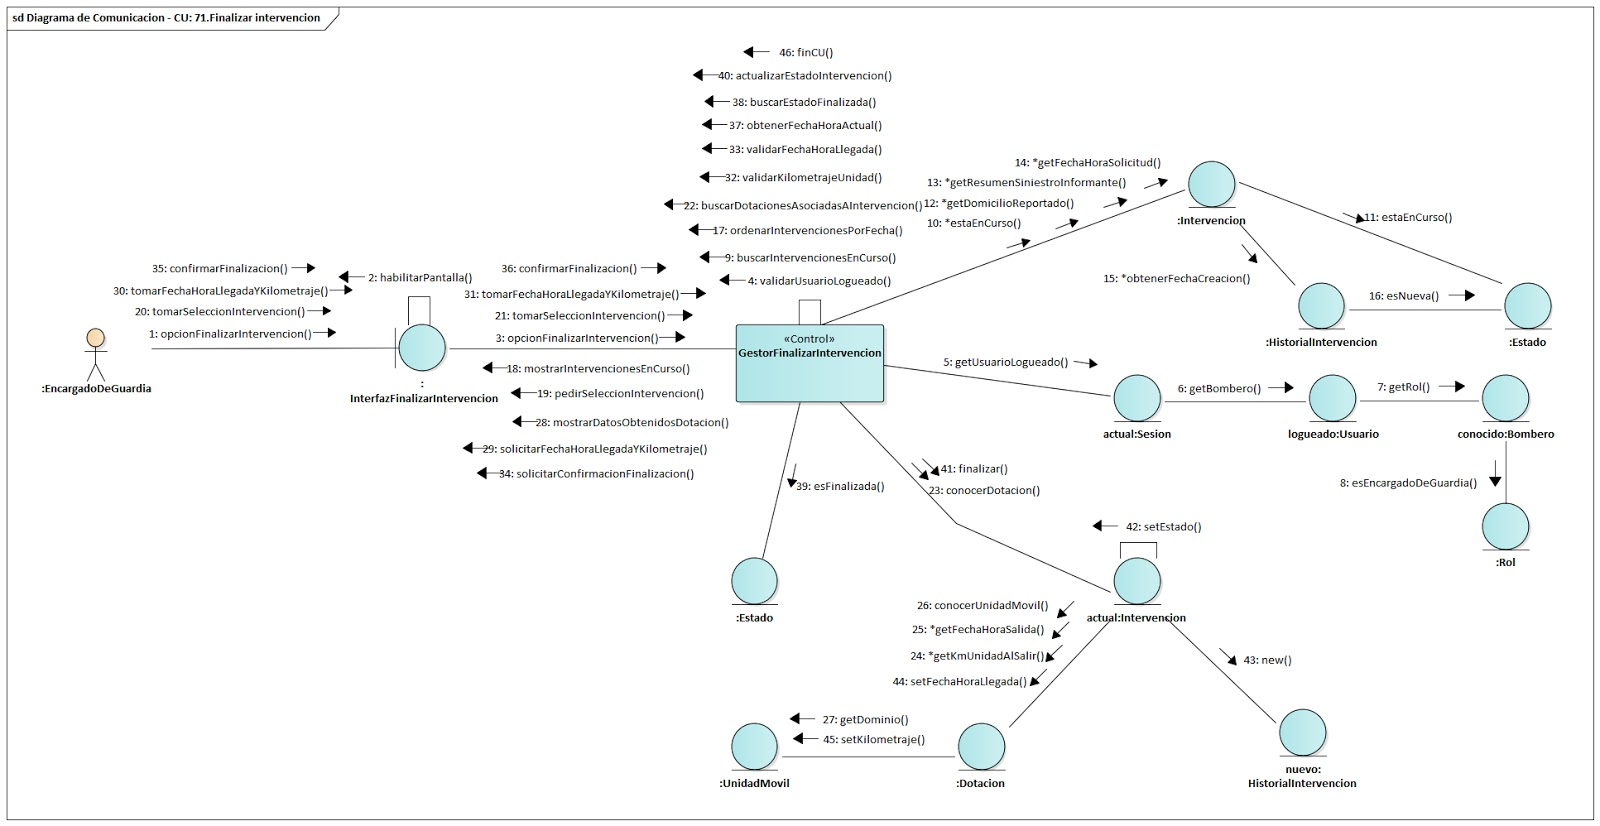 sd Diagrama de Comunicacion - CU: 71.Finalizar intervencion
46: finCU()
40: actualizarEstadoIntervencion()
38: buscarEstadoFinalizada()
37: obtenerFechaHoraActual()
33: validarFechaHoraLlegada()
32: validarKilometrajeUnidad()
22: buscarDotacionesAsociadasAIntervencion()
17: ordenarIntervencionesPorFecha()
9: buscarIntervencionesEnCurso()
4: validarUsuarioLogueado()
14: *getFechaHoraSolicitud()
13: *getResumenSiniestroInformante()
12: *getDomicilioReportado()
10: *estaEnCurso()
:Intervencion
11: estaEnCurso()
15: *obtenerFechaCreacion()
16: esNueva()
:HistorialIntervencion
:Estado
35: confirmarFinalizacion()
30: tomarFechaHoraLlegadaYKilometraje()
20: tomarSeleccionIntervencion()
1: opcionFinalizarIntervencion()
:EncargadoDeGuardia
2: habilitarPantalla()
:
InterfazFinalizarIntervencion
36: confirmarFinalizacion()
31: tomarFechaHoraLlegadaYKilometraje()
21: tomarSeleccionIntervencion()
3: opcionFinalizarIntervencion()
18: mostrarIntervencionesEnCurso()
19: pedirSeleccionIntervencion()
28: mostrarDatosObtenidosDotacion()
29: solicitarFechaHoraLlegadaYKilometraje()
34: solicitarConfirmacionFinalizacion()
«Control»
GestorFinalizarIntervencion
5: getUsuarioLogueado()
actual:Sesion
6: getBombero()
logueado:Usuario
7: getRol()
conocido:Bombero
8: esEncargadoDeGuardia()
:Rol
39: esFinalizada()
:Estado
41: finalizar()
23: conocerDotacion()
42: setEstado()
actual:Intervencion
26: conocerUnidadMovil()
25: *getFechaHoraSalida()
24: *getKmUnidadAlSalir()
44: setFechaHoraLlegada()
43: new()
27: getDominio()
45: setKilometraje()
:UnidadMovil
:Dotacion
nuevo:
HistorialIntervencion